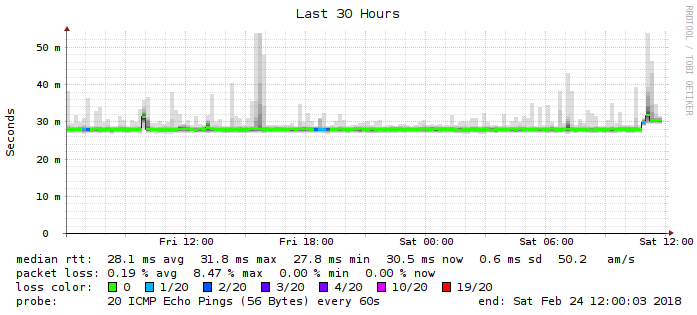 Last 30 Hours
RRDTOOL / TOBI OETIKER
Seconds
50 m
40 m
30 m
20 m
10 m
0
Fri 12:00 Fri 18:00 Sat 00:00 Sat 06:00 Sat 12:00
median rtt: 28.1 ms avg 31.8 ms max 27.8 ms min 30.5 ms now 0.6 ms sd 50.2 am/s
packet loss: 0.19 % avg 8.47 % max 0.00 % min 0.00 % now
loss color: 0 1/20 2/20 3/20 4/20 10/20 19/20
probe: 20 ICMP Echo Pings (56 Bytes) every 60s end: Sat Feb 24 12:00:03 2018